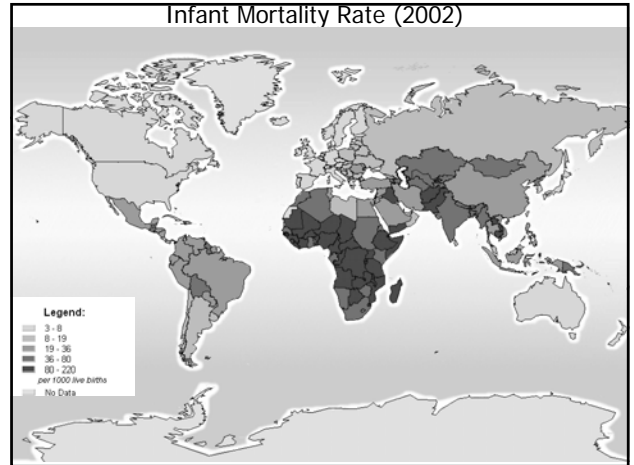 Infant Mortality Rate (2002)
Legend:
3 - 8
8 - 19
19 - 36
36 - 80
80 - 220
per 1000 live births
No Data